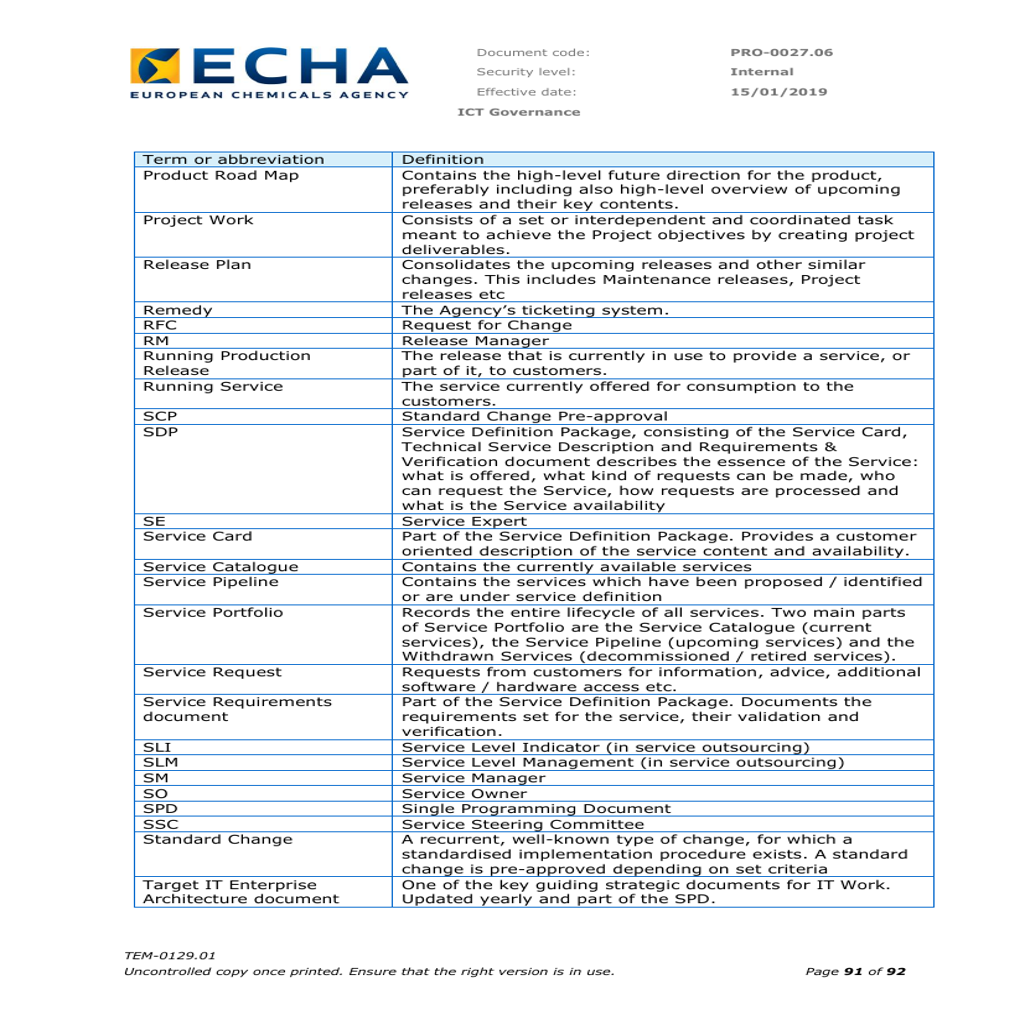 ECHA
EUROPEAN CHEMICALS AGENCY
Document code: PRO-0027.06
Security level: Internal
Effective date: 15/01/2019
ICT Governance
Term or abbreviation Definition
Product Road Map Contains the high-level future direction for the product,
preferably including also high-level overview of upcoming
releases and their key contents.
Project Work Consists of a set or interdependent and coordinated task
meant to achieve the Project objectives by creating project
deliverables.
Release Plan Consolidates the upcoming releases and other similar
changes. This includes Maintenance releases, Project
releases etc
Remedy The Agency’s ticketing system.
RFC Request for Change
RM Release Manager
Running Production The release that is currently in use to provide a service, or
Release part of it, to customers.
Running Service The service currently offered for consumption to the
customers.
SCP Standard Change Pre-approval
SDP Service Definition Package, consisting of the Service Card,
Technical Service Description and Requirements &
Verification document describes the essence of the Service:
what is offered, what kind of requests can be made, who
can request the Service, how requests are processed and
what is the Service availability
SE Service Expert
Service Card Part of the Service Definition Package. Provides a customer
oriented description of the service content and availability.
Service Catalogue Contains the currently available services
Service Pipeline Contains the services which have been proposed / identified
or are under service definition
Service Portfolio Records the entire lifecycle of all services. Two main parts
of Service Portfolio are the Service Catalogue (current
services), the Service Pipeline (upcoming services) and the
Withdrawn Services (decommissioned / retired services).
Service Request Requests from customers for information, advice, additional
software / hardware access etc.
Service Requirements Part of the Service Definition Package. Documents the
document requirements set for the service, their validation and
verification.
SLI Service Level Indicator (in service outsourcing)
SLM Service Level Management (in service outsourcing)
SM Service Manager
SO Service Owner
SPD Single Programming Document
SSC Service Steering Committee
Standard Change A recurrent, well-known type of change, for which a
standardised implementation procedure exists. A standard
change is pre-approved depending on set criteria
Target IT Enterprise One of the key guiding strategic documents for IT Work.
Architecture document Updated yearly and part of the SPD.
TEM-0129.01
Uncontrolled copy once printed. Ensure that the right version is in use. Page 91 of 92